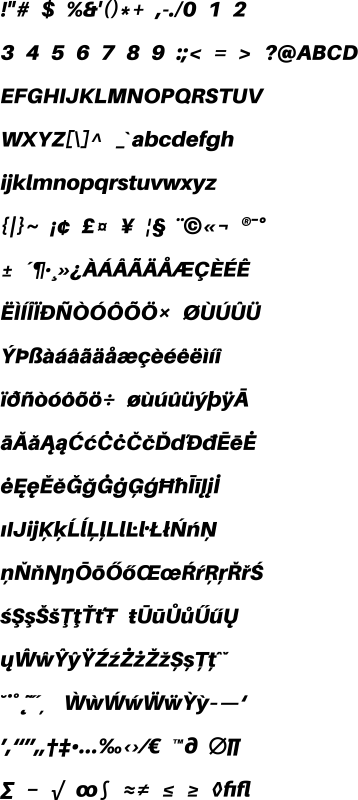 !"# $ %&'()*+ ,-./0 1 2
3 4 5 6 7 8 9 :;< = > ?@ABCD
EFGHIJKLMNOPQRSTUV
WXYZ[\]^ _`abcdefgh
ijklmnopqrstuvwxyz
{|}~ ¡¢ £¤ ¥ ¦§ ¨©«¬ ®¯°
± ´¶·¸»¿ÀÁÂÃÄÅÆÇÈÉÊ
ËÌÍÎÏÐÑÒÓÔÕÖ× ØÙÚÛÜ
ÝÞßàáâãäåæçèéêëìíî
ïðñòóôõö÷ øùúûüýþÿĀ
āĂăĄąĆćĊċČčĎďĐđĒēĖ
ėĘęĚěĞğĠġĢģĦħĪīĮįİ
ıĲĳĶķĹĺĻļĽľĿŀŁłŃńŅ
ņŇňŊŋŌōŐőŒœŔŕŖŗŘřŚ
śŞşŠšŢţŤťŦ ŧŪūŮůŰűŲ
ųŴŵŶŷŸŹźŻżŽžȘșȚțˆˇ
˘˙˚˛˜˝ˏ ẀẁẂẃẄẅỲỳ–—‘
’‚“”„†‡•…‰‹›⁄€ ™∂ ∅∏
∑ − √ ∞∫ ≈≠ ≤ ≥ ◊ﬁﬂ